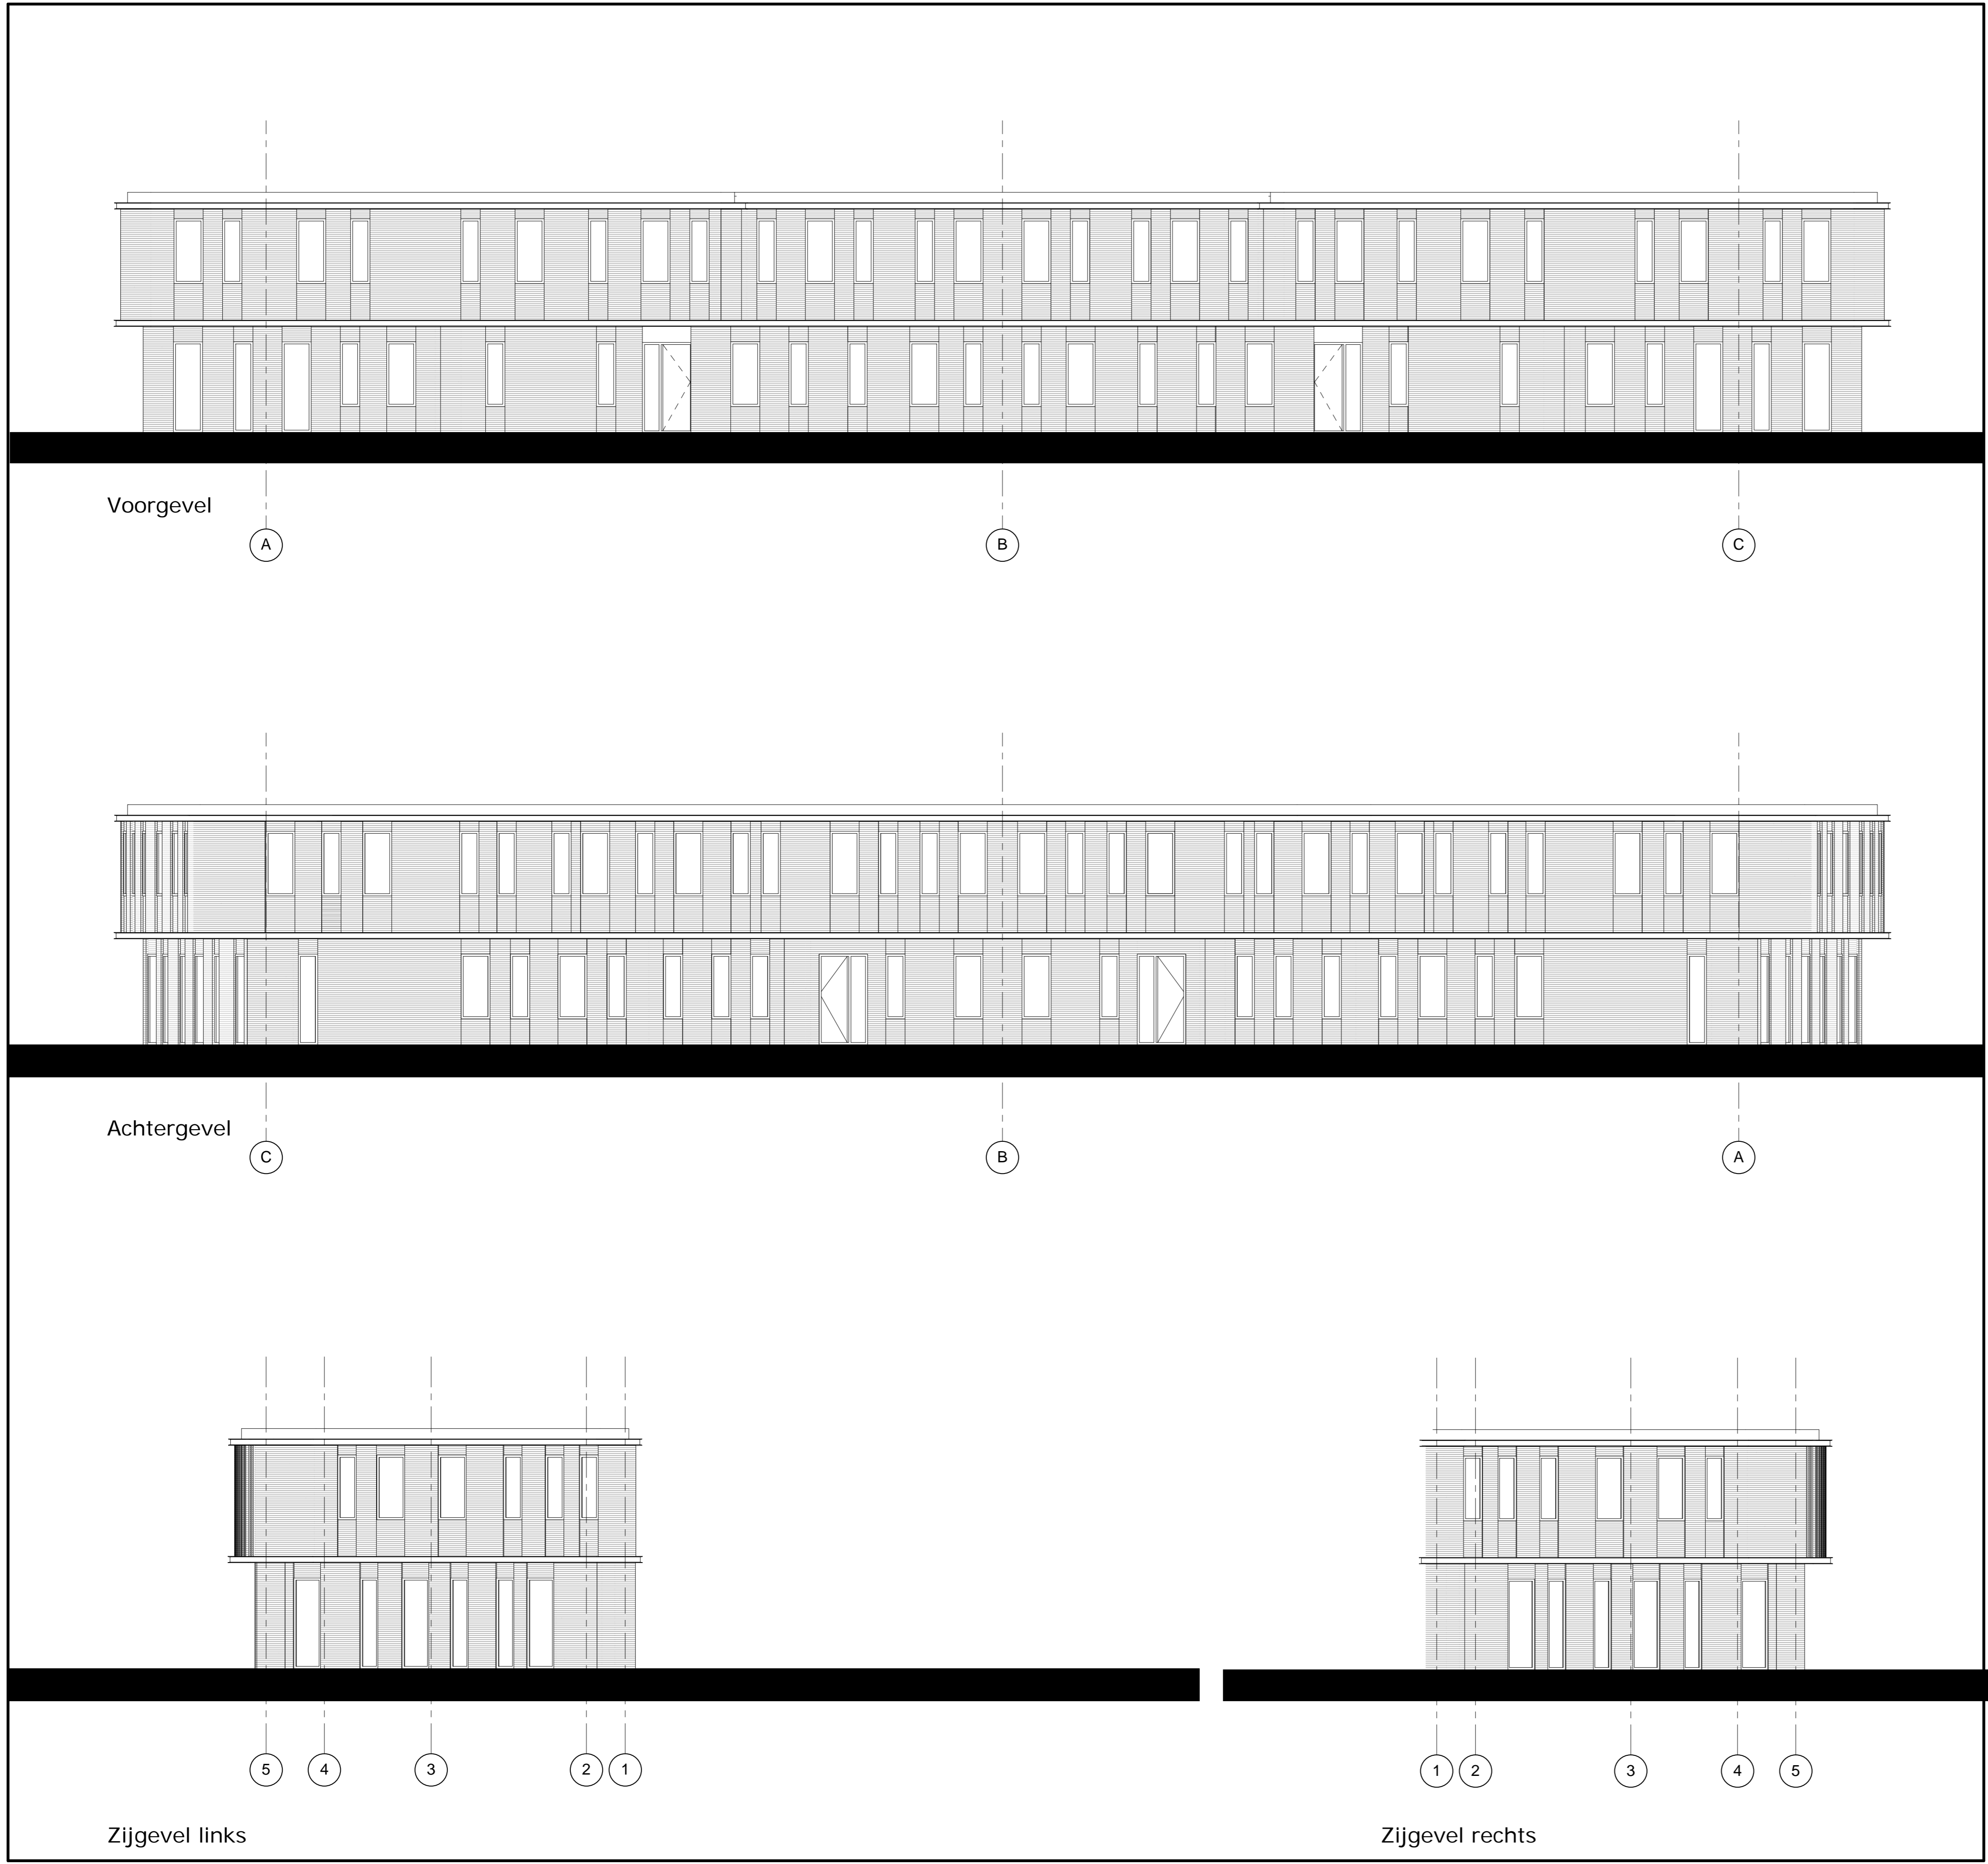 Voorgevel
A B C
Achtergevel
C B A
5 4 3 2 1
1 2 3 4 5
Zijgevel links
Zijgevel rechts